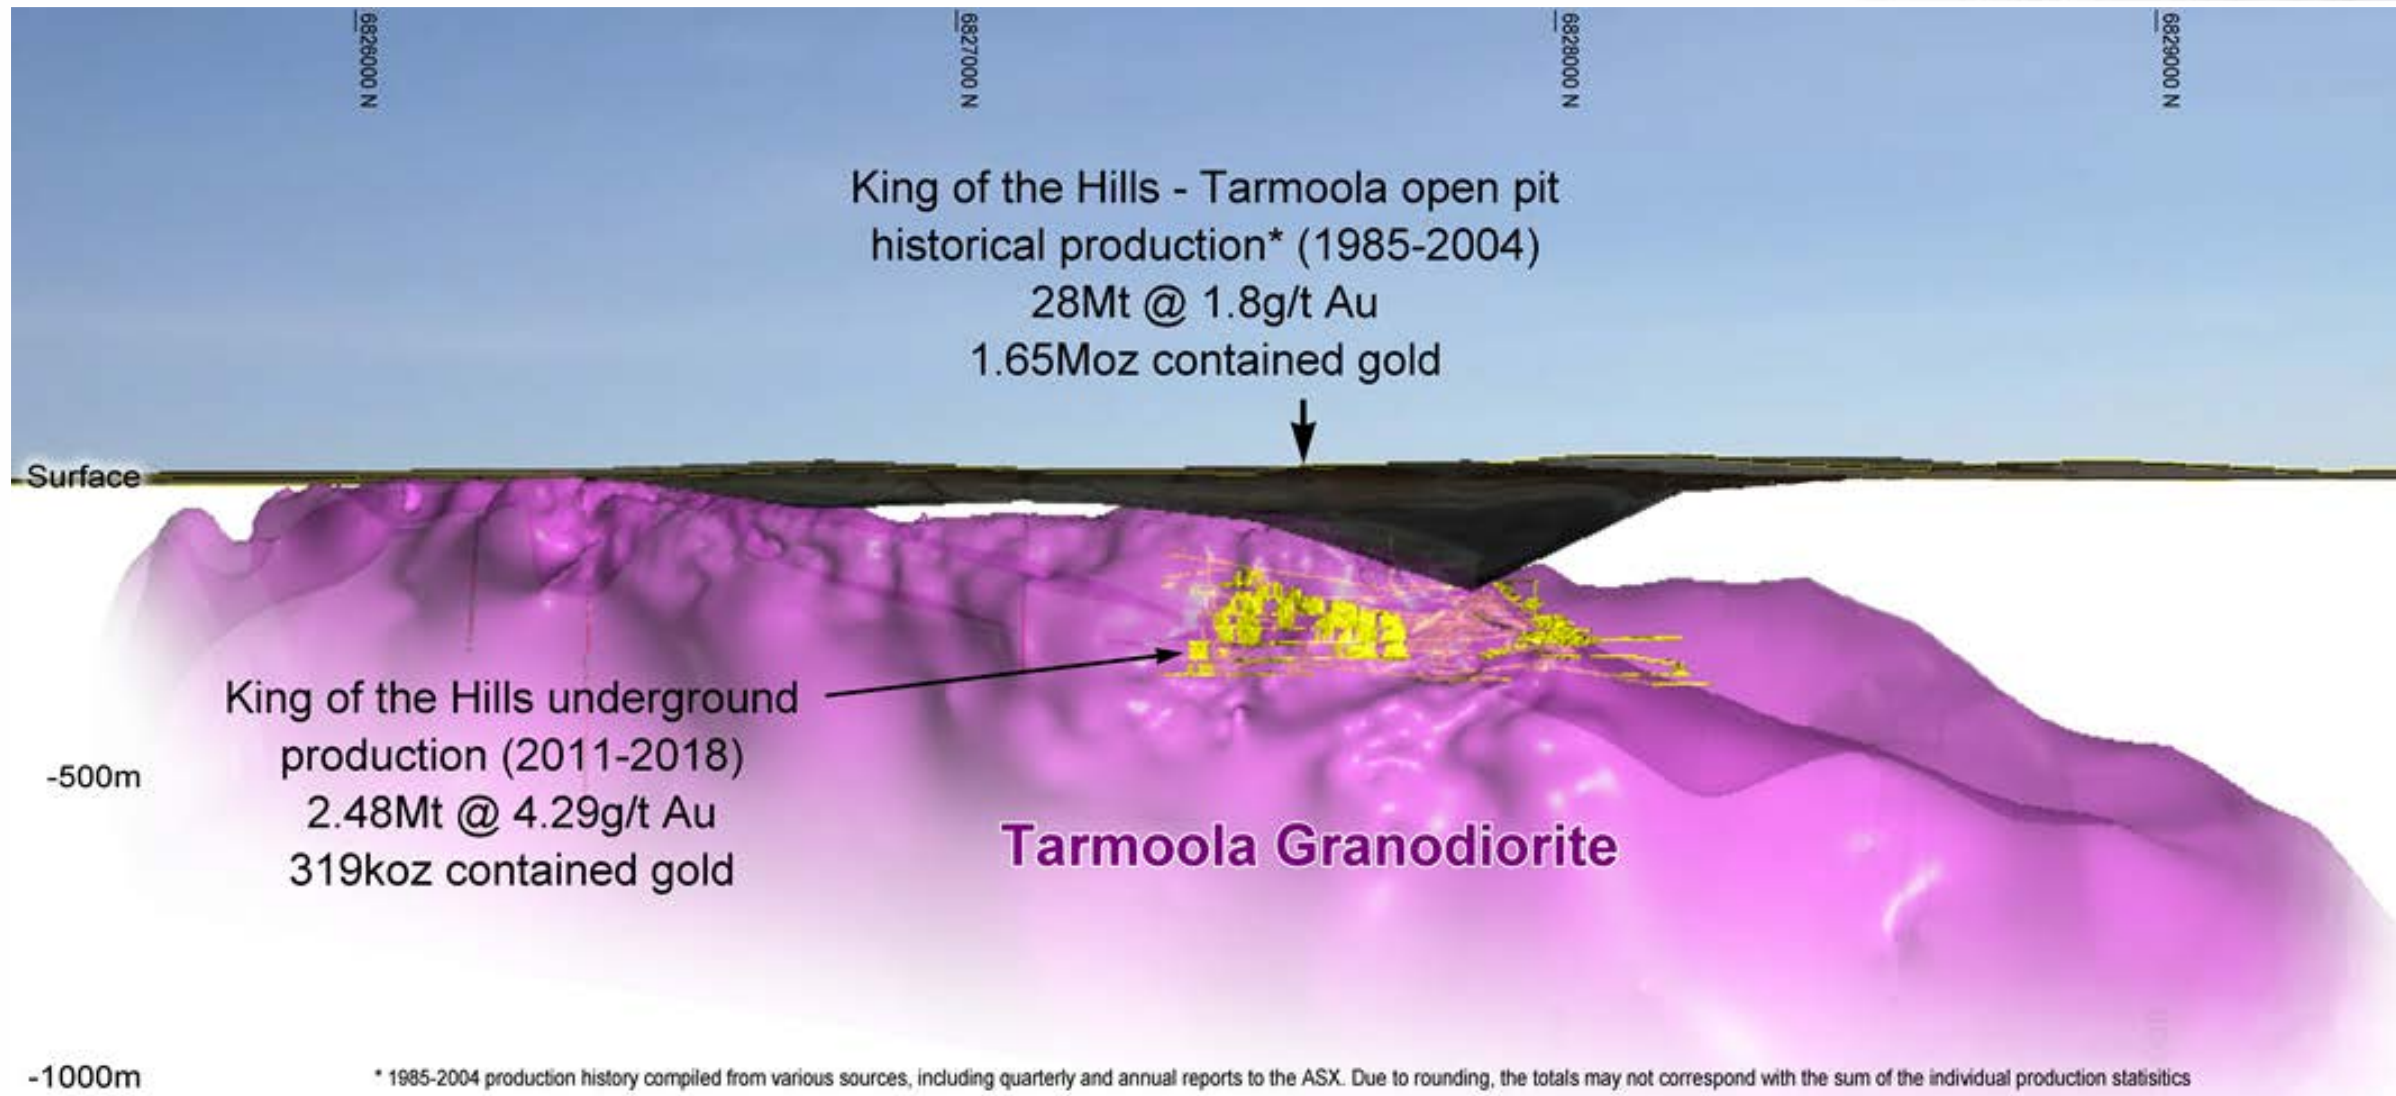 6826000 N
6827000 N
6828000 N
6829000 N
King of the Hills - Tarmoola open pit
historical production* (1985-2004)
28Mt @ 1.8g/t Au
1.65Moz contained gold
Surface
King of the Hills underground
production (2011-2018)
2.48Mt @ 4.29g/t Au
319koz contained gold
-500m
Tarmoola Granodiorite
-1000m
* 1985-2004 production history compiled from various sources, including quarterly and annual reports to the ASX. Due to rounding, the totals may not correspond with the sum of the individual production statisitics